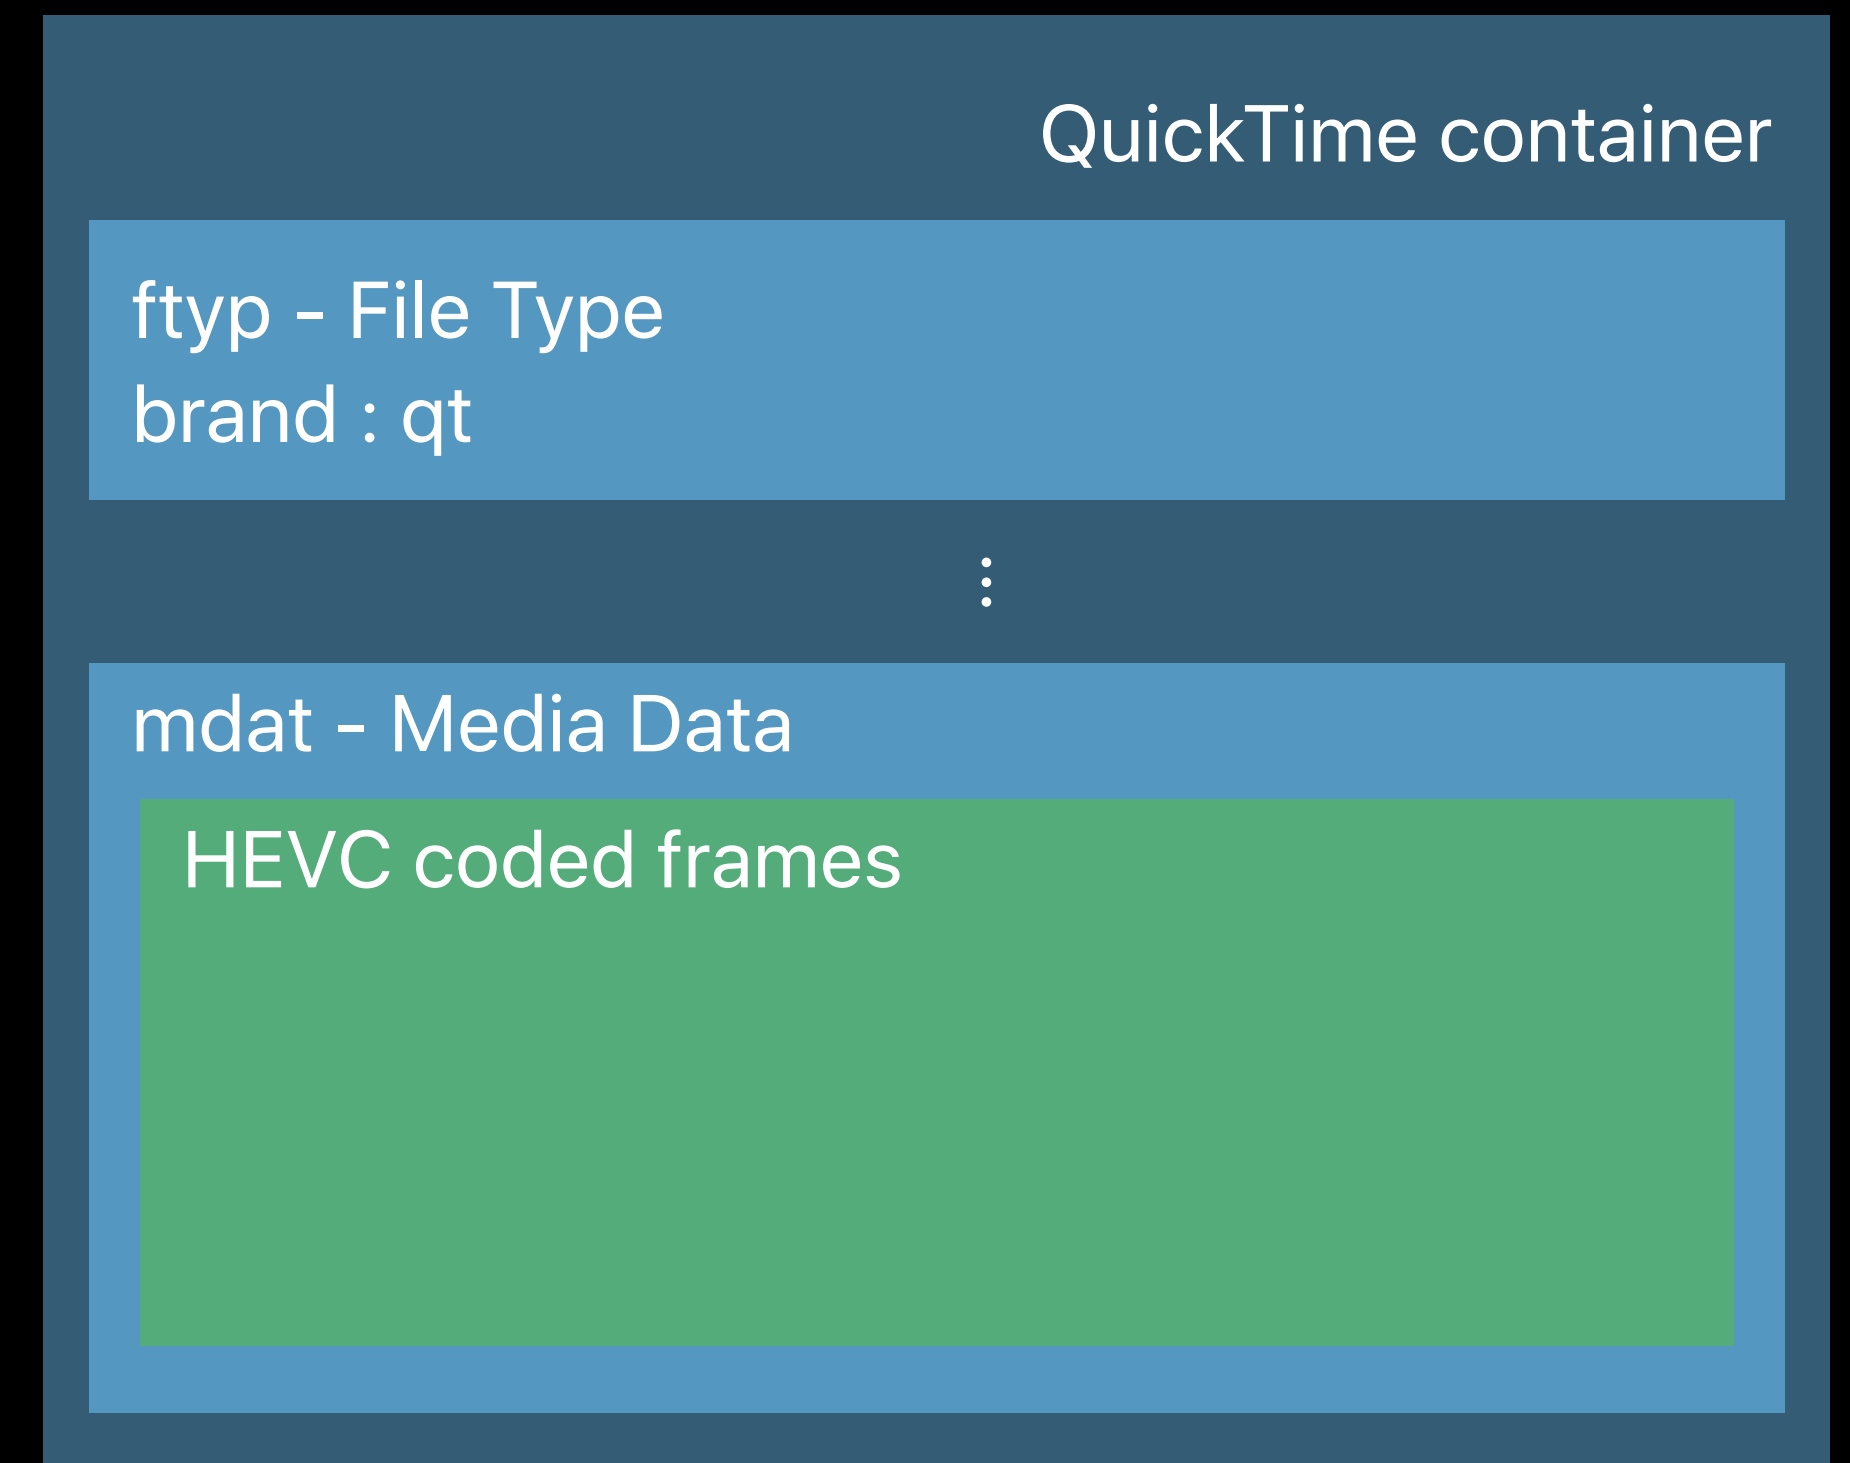 QuickTime container
ftyp - File Type
brand : qt
⋮
mdat - Media Data
HEVC coded frames